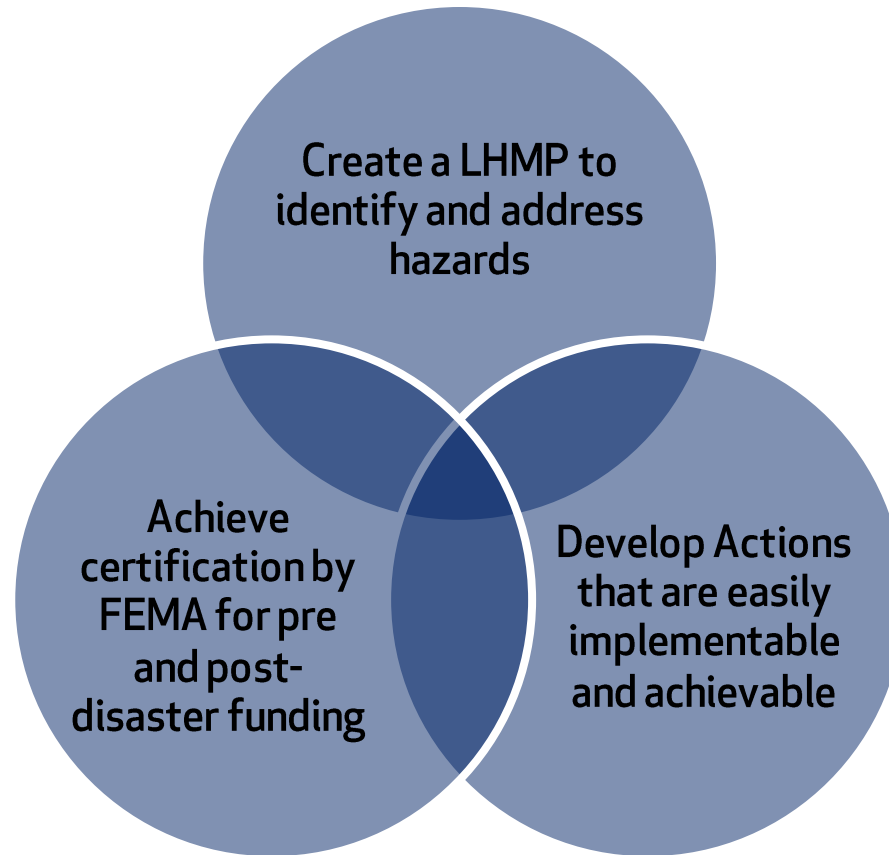 Create a LHMP to
identify and address
hazards
Achieve
certification by
FEMA for pre
and post-
disaster funding
Develop Actions
that are easily
implementable
and achievable